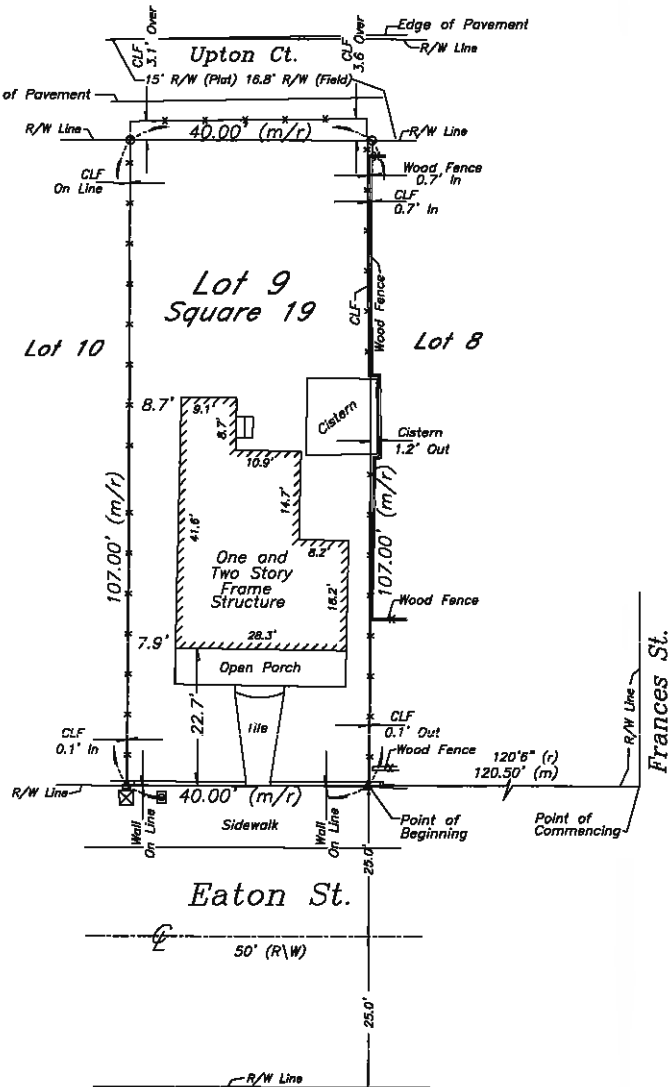 CLF
3.1' Over
CLF
3.6' Over
Edge of Pavement
R/W Line
Upton Ct.
15' R/W (Plat) 16.8' R/W (Field)
of Pavement
R/W Line
40.00' (m/r)
R/W Line
CLF
On Line
Wood Fence
0.7' In
CLF
0.7' In
Lot 9
Square 19
CLF
Wood Fence
Lot 10
Lot 8
8.7'
9.1'
8.7'
Cistern
Cistern
1.2' Out
10.9'
14.7'
41.6'
107.00' (m/r)
107.00' (m/r)
8.2'
One and
Two Story
Frame
Structure
18.2'
Wood Fence
7.9'
28.3'
Open Porch
22.7'
Tile
CLF
0.1' In
CLF
0.1' Out
Wood Fence
120'6" (r)
120.50' (m)
R/W Line
Frances St.
R/W Line
40.00' (m/r)
Wall
On Line
Sidewalk
Wall
On Line
Point of
Beginning
Point of
Commencing
25.0'
Eaton St.
50' (R\W)
25.0'
R/W Line